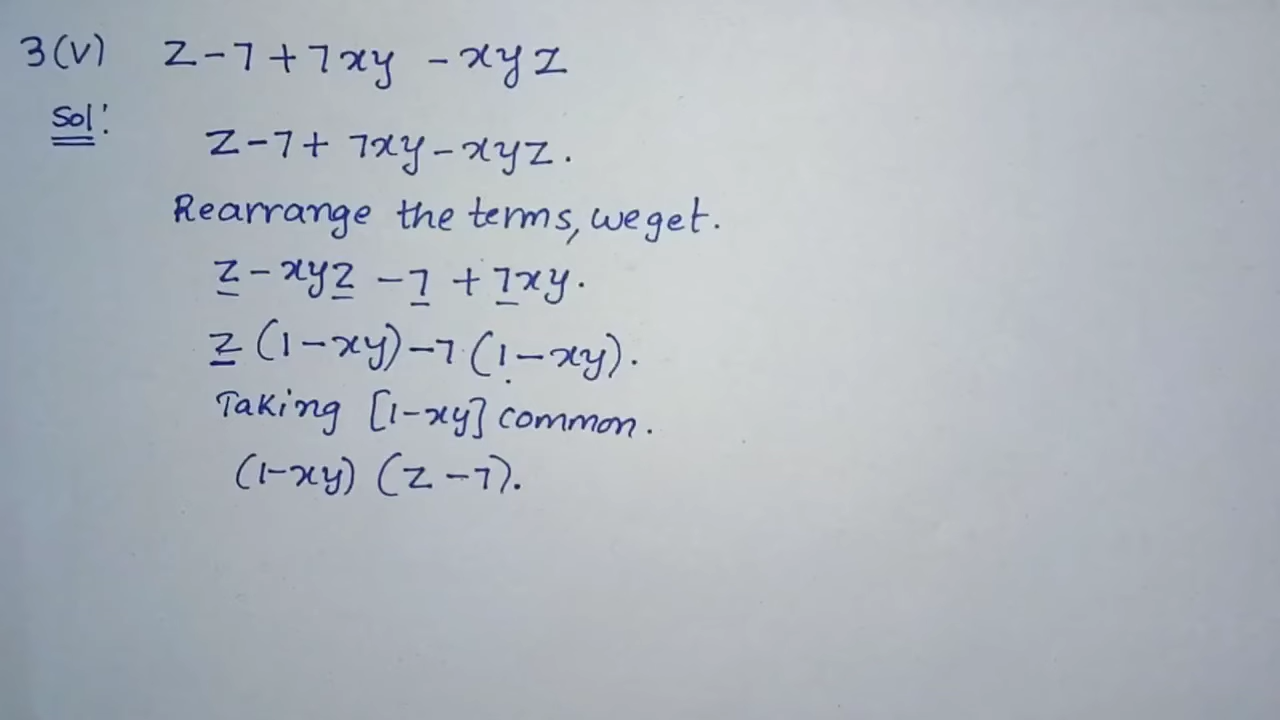 3(v) z-7+7xy -xyz
Sol:
z-7+ 7xy-xyz.
Rearrange the terms, we get.
z-xyz -7 +7xy.
z(1-xy)-7(1-xy).
Taking [1-xy] common.
(1-xy) (z-7).